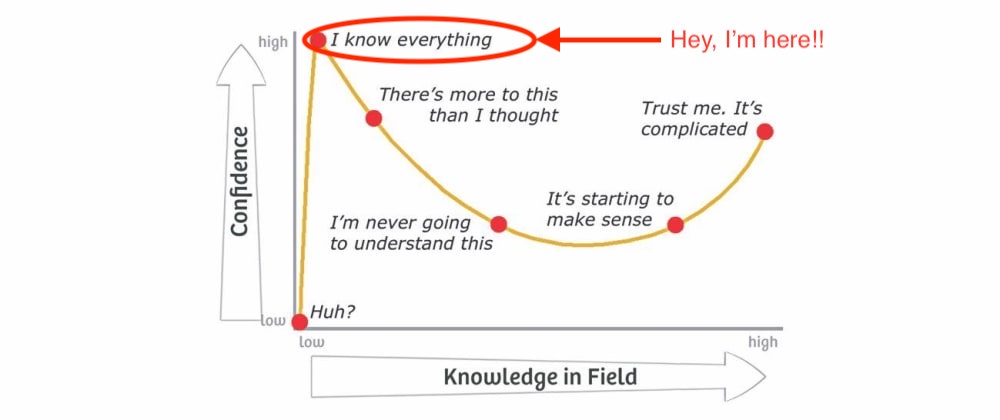 high
I know everything
Hey, I'm here!!
There's more to this
than I thought
Trust me. It's
complicated
Confidence
It's starting to
make sense
I'm never going
to understand this
Huh?
low
low
high
Knowledge in Field